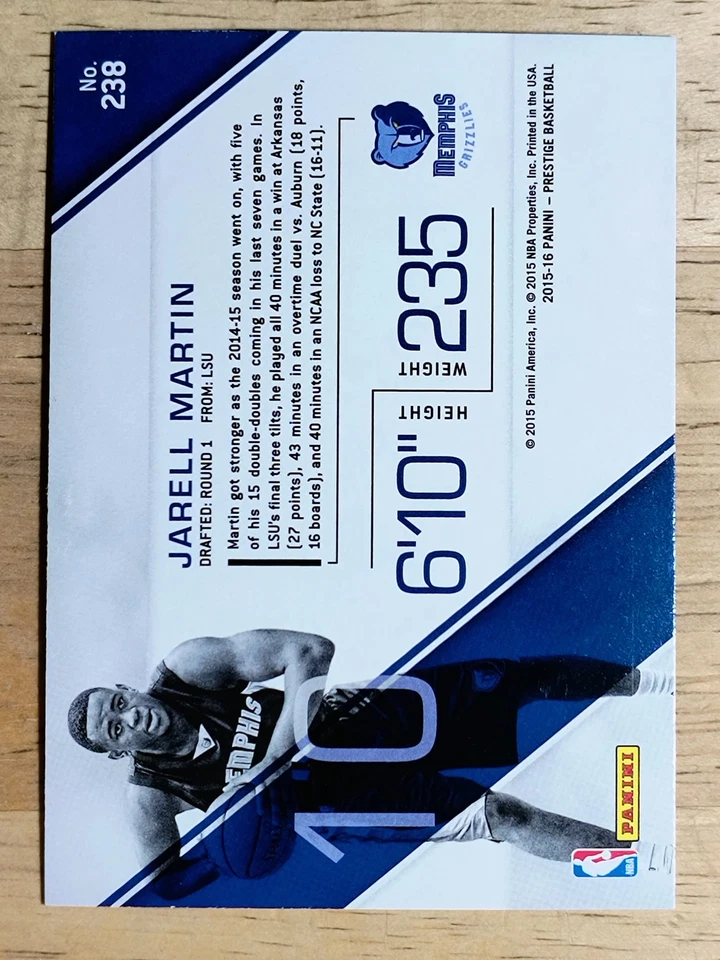 No.
238
JARELL MARTIN
DRAFTED: ROUND 1 FROM: LSU
Martin got stronger as the 2014-15 season went on, with five
of his 15 double-doubles coming in his last seven games. In
LSU's final three tilts, he played all 40 minutes in a win at Arkansas
(27 points), 43 minutes in an overtime duel vs. Auburn (18 points,
16 boards), and 40 minutes in an NCAA loss to NC State (16-11).
6'10"
HEIGHT
WEIGHT
235
MEMPHIS
GRIZZLIES
MEMPHIS
10
© 2015 Panini America, Inc. © 2015 NBA Properties, Inc. Printed in the USA.
2015-16 PANINI – PRESTIGE BASKETBALL
NBA
PANINI